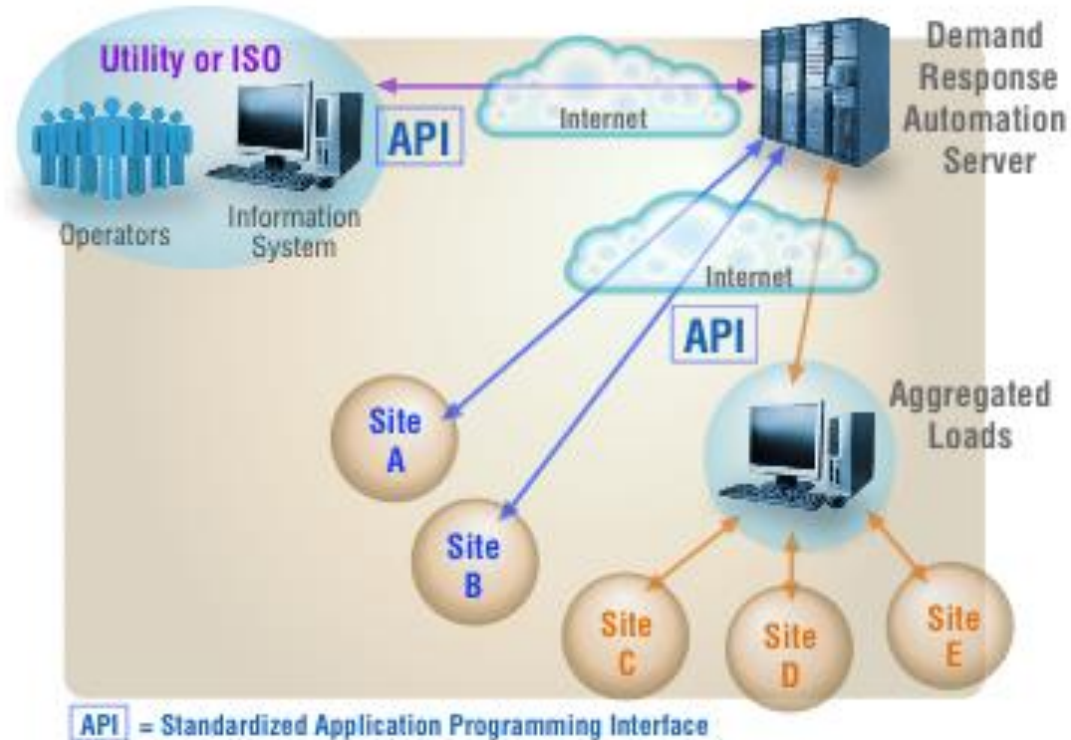 Utility or ISO
Operators
Information
System
API
Internet
Demand
Response
Automation
Server
Internet
API
Site
A
Site
B
Aggregated
Loads
Site
C
Site
D
Site
E
API = Standardized Application Programming Interface